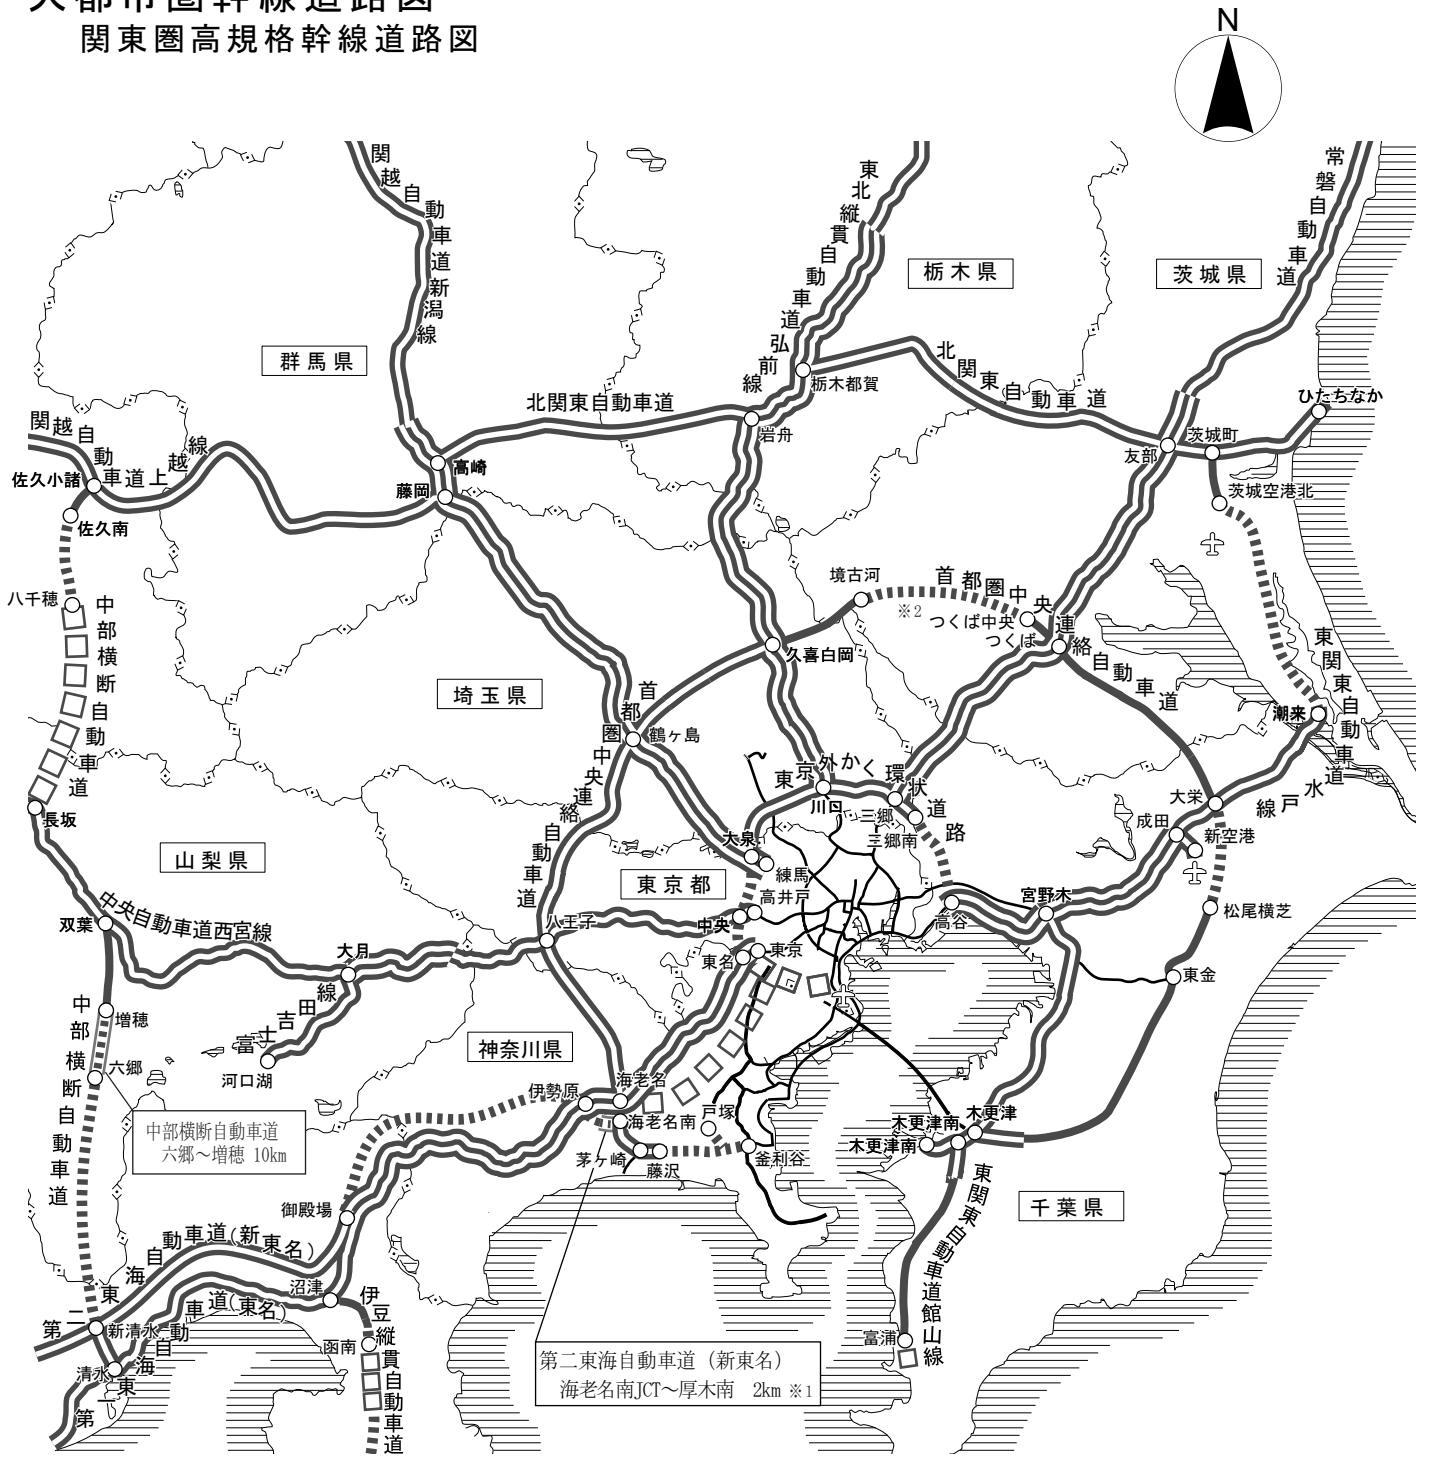 大都市圏幹線道路図
関東圏高規格幹線道路図
N
関越自動車道新潟線
東北縦貫自動車道弘前線
常磐自動車道
栃木県
茨城県
群馬県
北関東自動車道
栃木都賀
北関東自動車道
ひたちなか
関越自動車道上越線
岩舟
友部
茨城町
佐久小諸
高崎
藤岡
茨城空港北
佐久南
八千穂
中部横断自動車道
境古河
首都圏中央連絡自動車道
※2
つくば中央
つくば
久喜白岡
東関東自動車道水戸線
埼玉県
首都圏中央連絡自動車道
鶴ヶ島
潮来
東京外かく環状道路
長坂
川口
三郷
三郷南
大栄
成田
新空港
山梨県
大泉
練馬
東京都
高井戸
中央
双葉
中央自動車道西宮線
八王子
高谷
宮野木
松尾横芝
大月
東名
東京
東金
富士吉田線
河口湖
中部横断自動車道
増穂
六郷
神奈川県
伊勢原
海老名
海老名南
戸塚
木更津南
木更津
木更津南
中部横断自動車道
六郷～増穂 10km
茅ヶ崎
藤沢
釜利谷
千葉県
東関東自動車道館山線
御殿場
第二東海自動車道(新東名)
沼津
伊豆縦貫自動車道
新清水
函南
清水
第一東海自動車道(東名)
富浦
第二東海自動車道（新東名）
海老名南JCT～厚木南　2km ※1